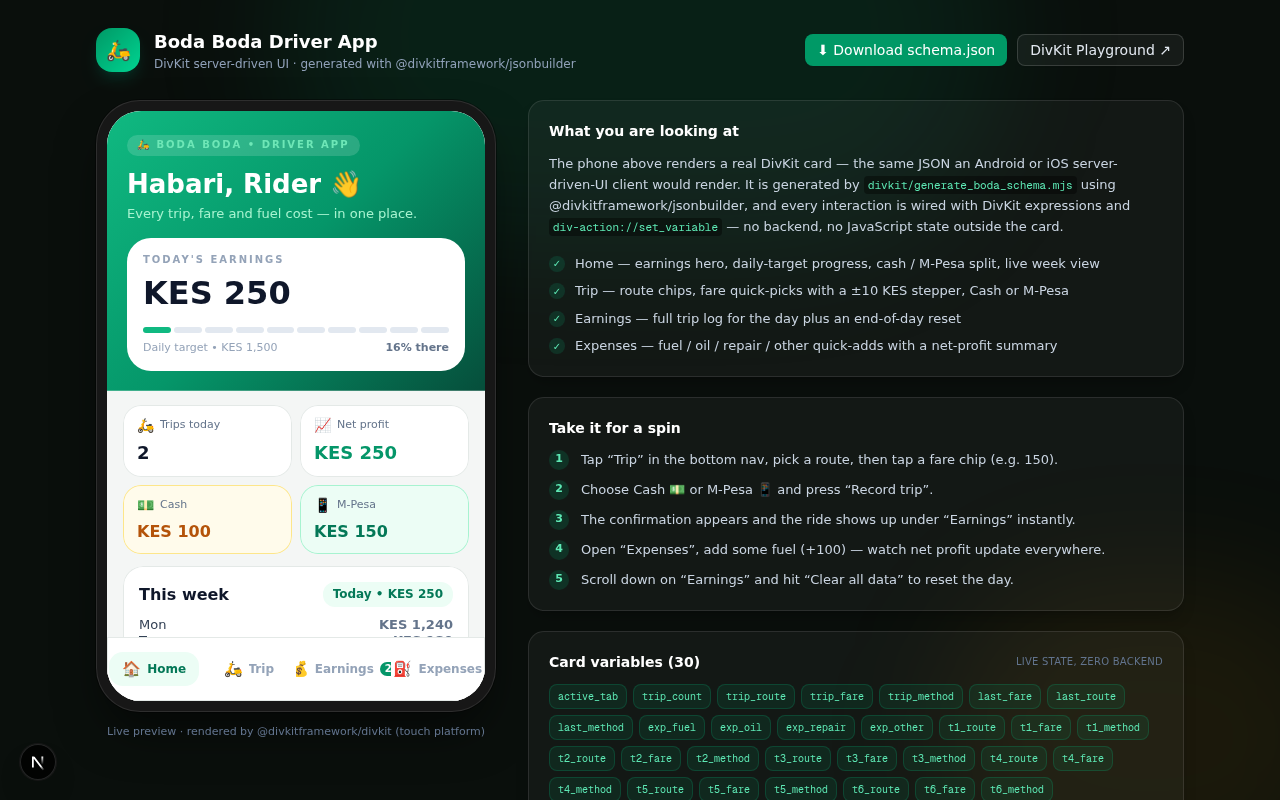 Boda Boda Driver App
DivKit server-driven UI · generated with @divkitframework/jsonbuilder
⬇ Download schema.json
DivKit Playground ↗
🛵 BODA BODA • DRIVER APP
Habari, Rider 👋
Every trip, fare and fuel cost — in one place.
TODAY'S EARNINGS
KES 250
Daily target • KES 1,500
16% there
🛵 Trips today
2
📈 Net profit
KES 250
💵 Cash
KES 100
📱 M-Pesa
KES 150
This week
Today • KES 250
Mon
KES 1,240
🏠 Home
🛵 Trip
💰 Earnings 2
⛽ Expenses
Live preview · rendered by @divkitframework/divkit (touch platform)
N
What you are looking at
The phone above renders a real DivKit card — the same JSON an Android or iOS server-
driven-UI client would render. It is generated by divkit/generate_boda_schema.mjs using
@divkitframework/jsonbuilder, and every interaction is wired with DivKit expressions and
div-action://set_variable — no backend, no JavaScript state outside the card.
✓ Home — earnings hero, daily-target progress, cash / M-Pesa split, live week view
✓ Trip — route chips, fare quick-picks with a ±10 KES stepper, Cash or M-Pesa
✓ Earnings — full trip log for the day plus an end-of-day reset
✓ Expenses — fuel / oil / repair / other quick-adds with a net-profit summary
Take it for a spin
1 Tap “Trip” in the bottom nav, pick a route, then tap a fare chip (e.g. 150).
2 Choose Cash 💵 or M-Pesa 📱 and press “Record trip”.
3 The confirmation appears and the ride shows up under “Earnings” instantly.
4 Open “Expenses”, add some fuel (+100) — watch net profit update everywhere.
5 Scroll down on “Earnings” and hit “Clear all data” to reset the day.
Card variables (30)
LIVE STATE, ZERO BACKEND
active_tab trip_count trip_route trip_fare trip_method last_fare last_route
last_method exp_fuel exp_oil exp_repair exp_other t1_route t1_fare t1_method
t2_route t2_fare t2_method t3_route t3_fare t3_method t4_route t4_fare
t4_method t5_route t5_fare t5_method t6_route t6_fare t6_method